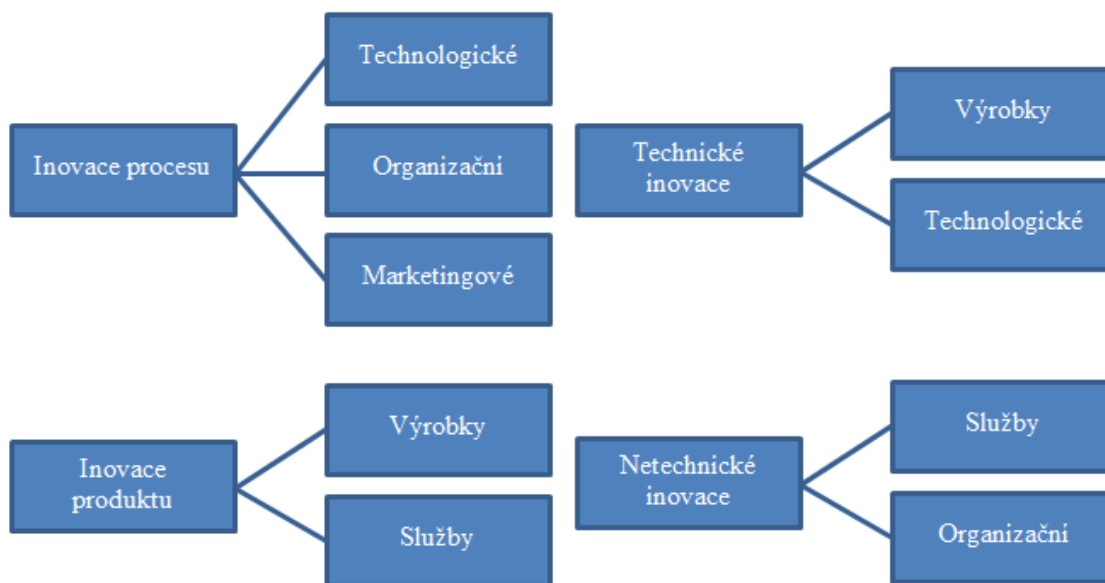 Inovace procesu
Technologické
Organizační
Marketingové
Technické
inovace
Výrobky
Technologické
Inovace
produktu
Výrobky
Služby
Netechnické
inovace
Služby
Organizační